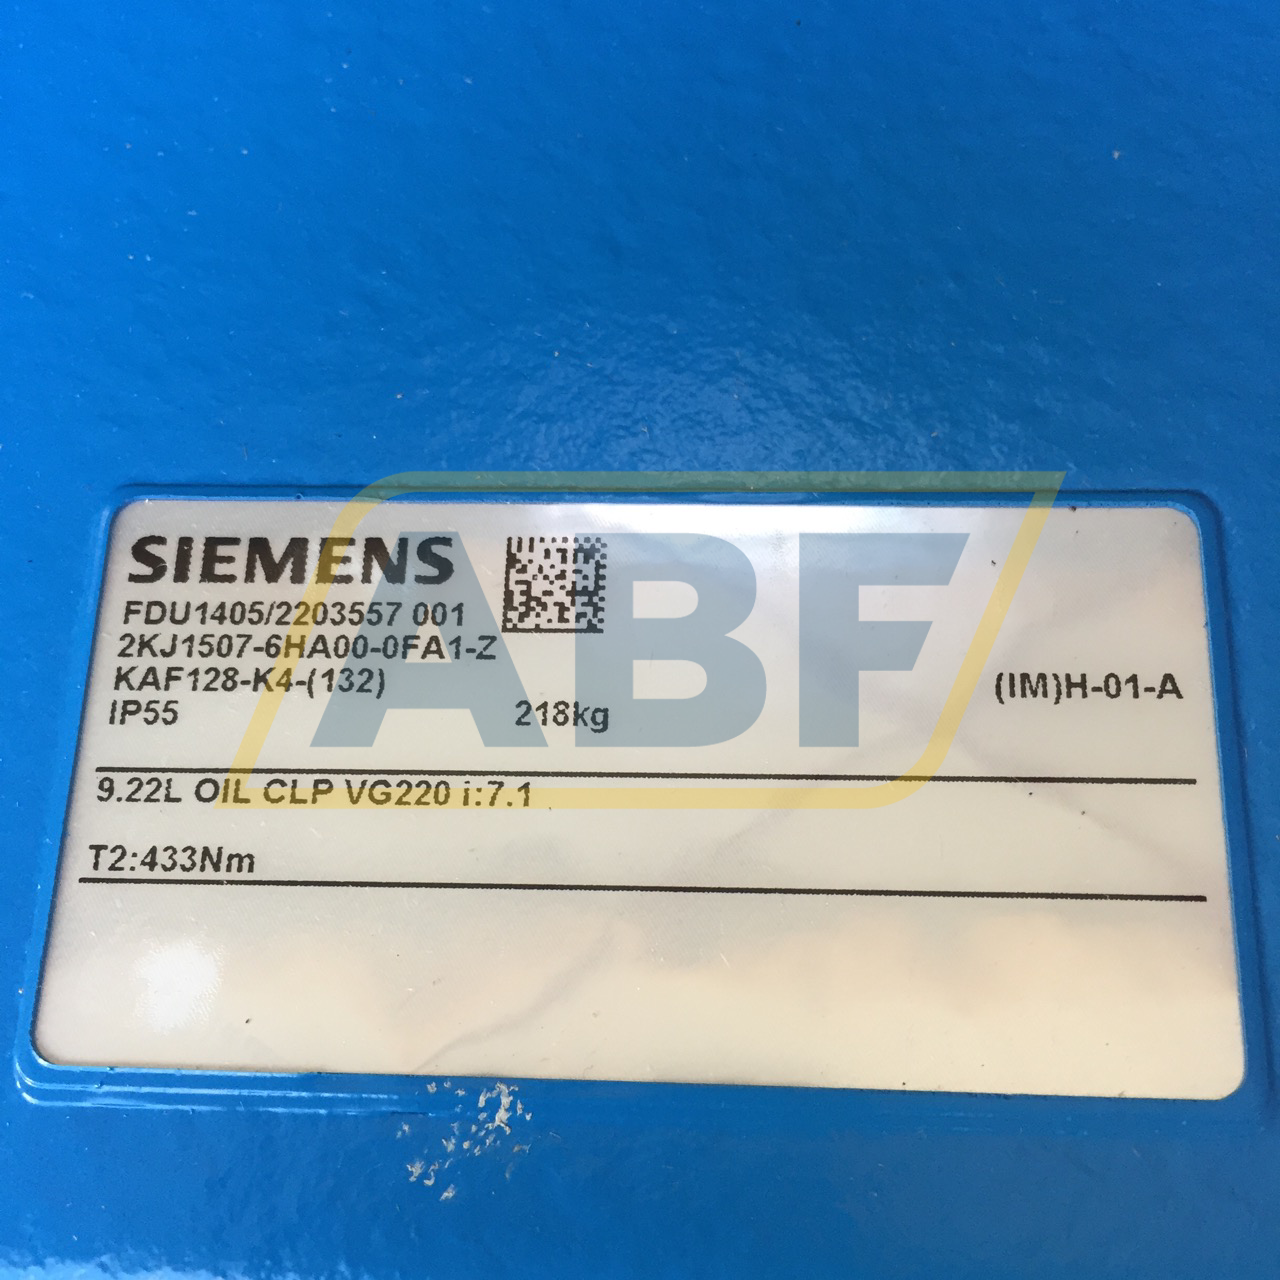 SIEMENS
FDU1405/2203557 001
2KJ1507-6HA00-0FA1-Z
KAF128-K4-(132)
(IM)H-01-A
IP55 218kg
9.22L OIL CLP VG220 i:7.1
T2:433Nm
ABF